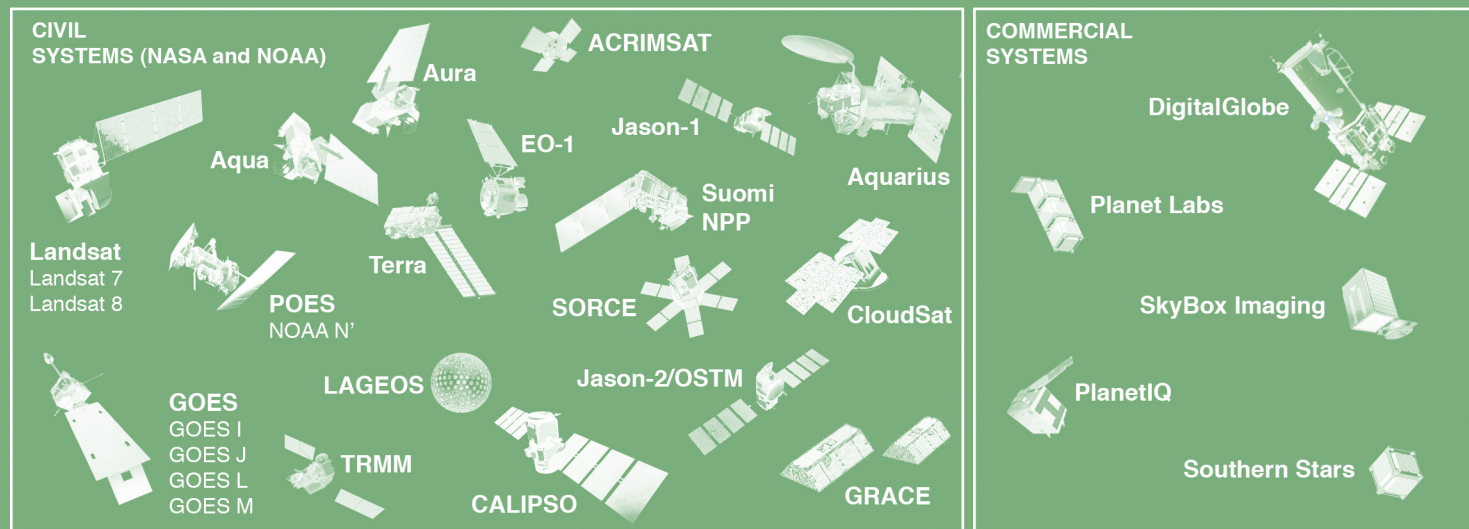 CIVIL
SYSTEMS (NASA and NOAA)
ACRIMSAT
Aura
Jason-1
EO-1
Aqua
Aquarius
Suomi
NPP
Landsat
Landsat 7
Landsat 8
Terra
POES
NOAA N’
SORCE
CloudSat
LAGEOS
Jason-2/OSTM
GOES
GOES I
GOES J
GOES L
GOES M
TRMM
CALIPSO
GRACE
COMMERCIAL
SYSTEMS
DigitalGlobe
Planet Labs
SkyBox Imaging
PlanetIQ
Southern Stars